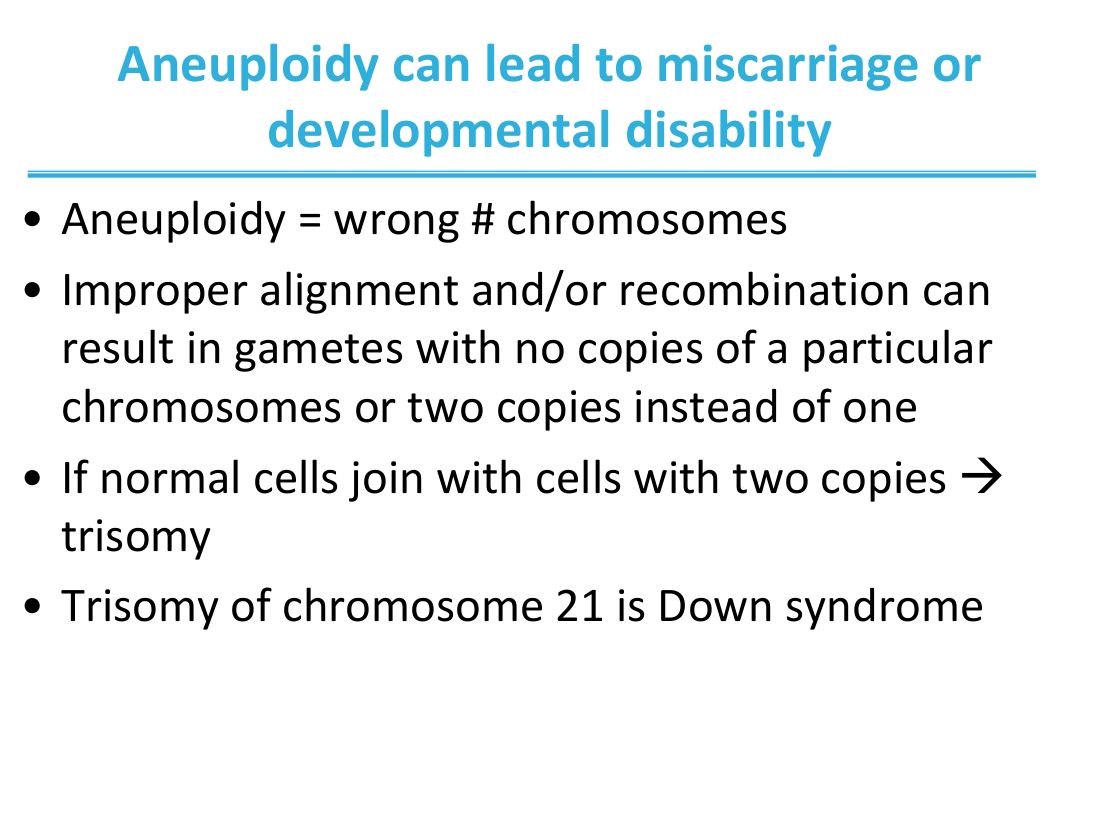 Aneuploidy can lead to miscarriage or
developmental disability
• Aneuploidy = wrong # chromosomes
• Improper alignment and/or recombination can
result in gametes with no copies of a particular
chromosomes or two copies instead of one
• If normal cells join with cells with two copies →
trisomy
• Trisomy of chromosome 21 is Down syndrome